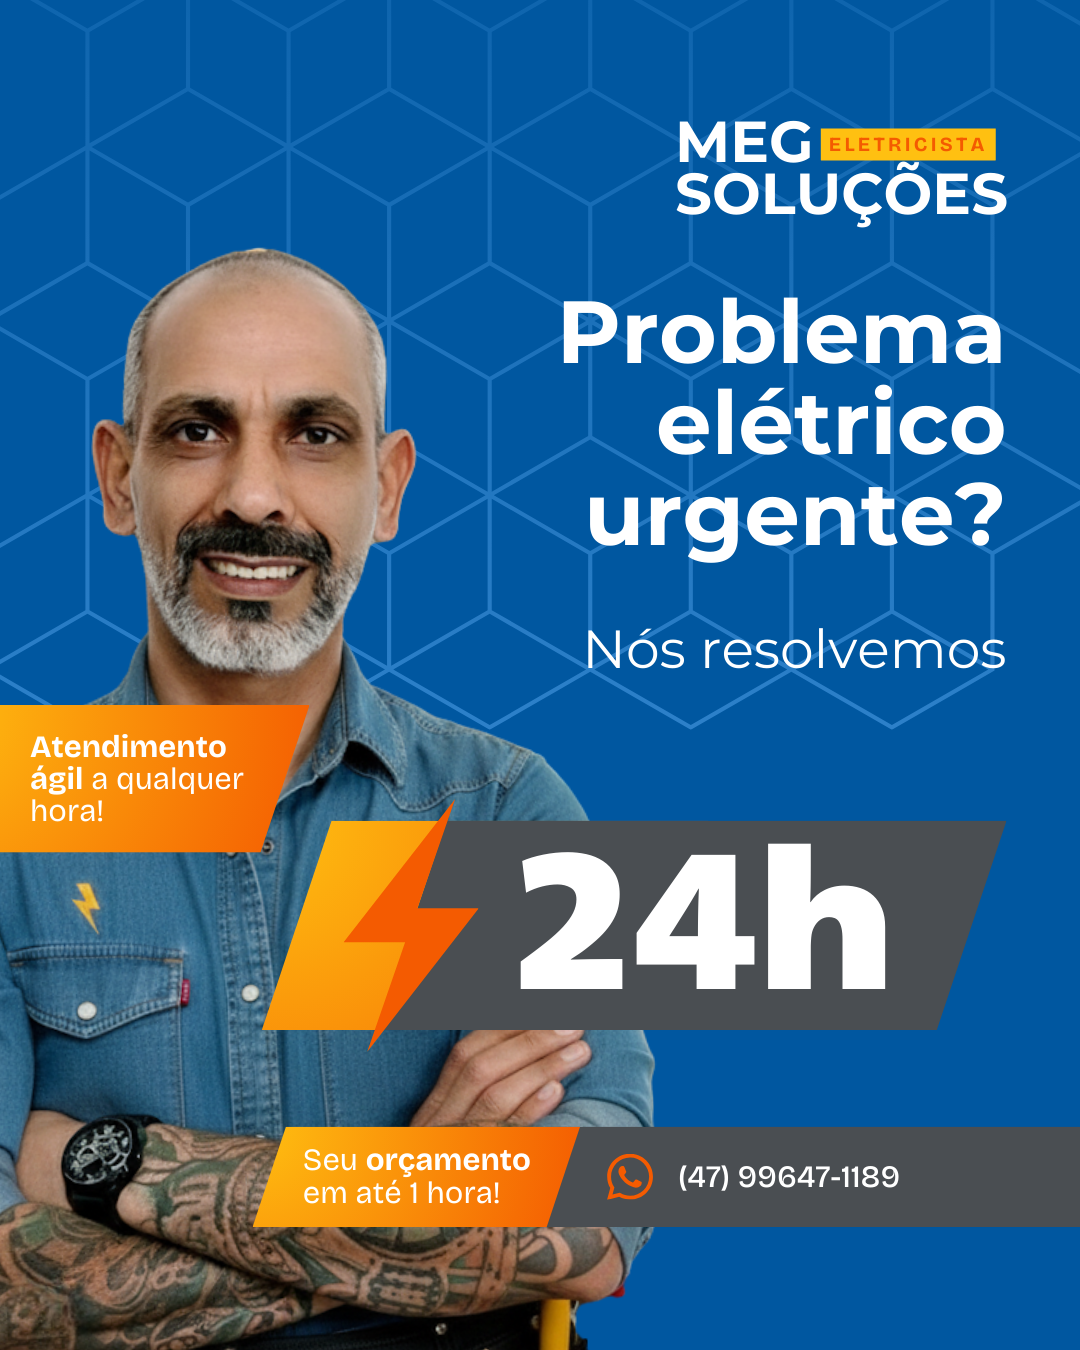 MEG ELETRICISTA
SOLUÇÕES
Problema
elétrico
urgente?
Nós resolvemos
Atendimento
ágil a qualquer
hora!
24h
Seu orçamento
em até 1 hora!
(47) 99647-1189